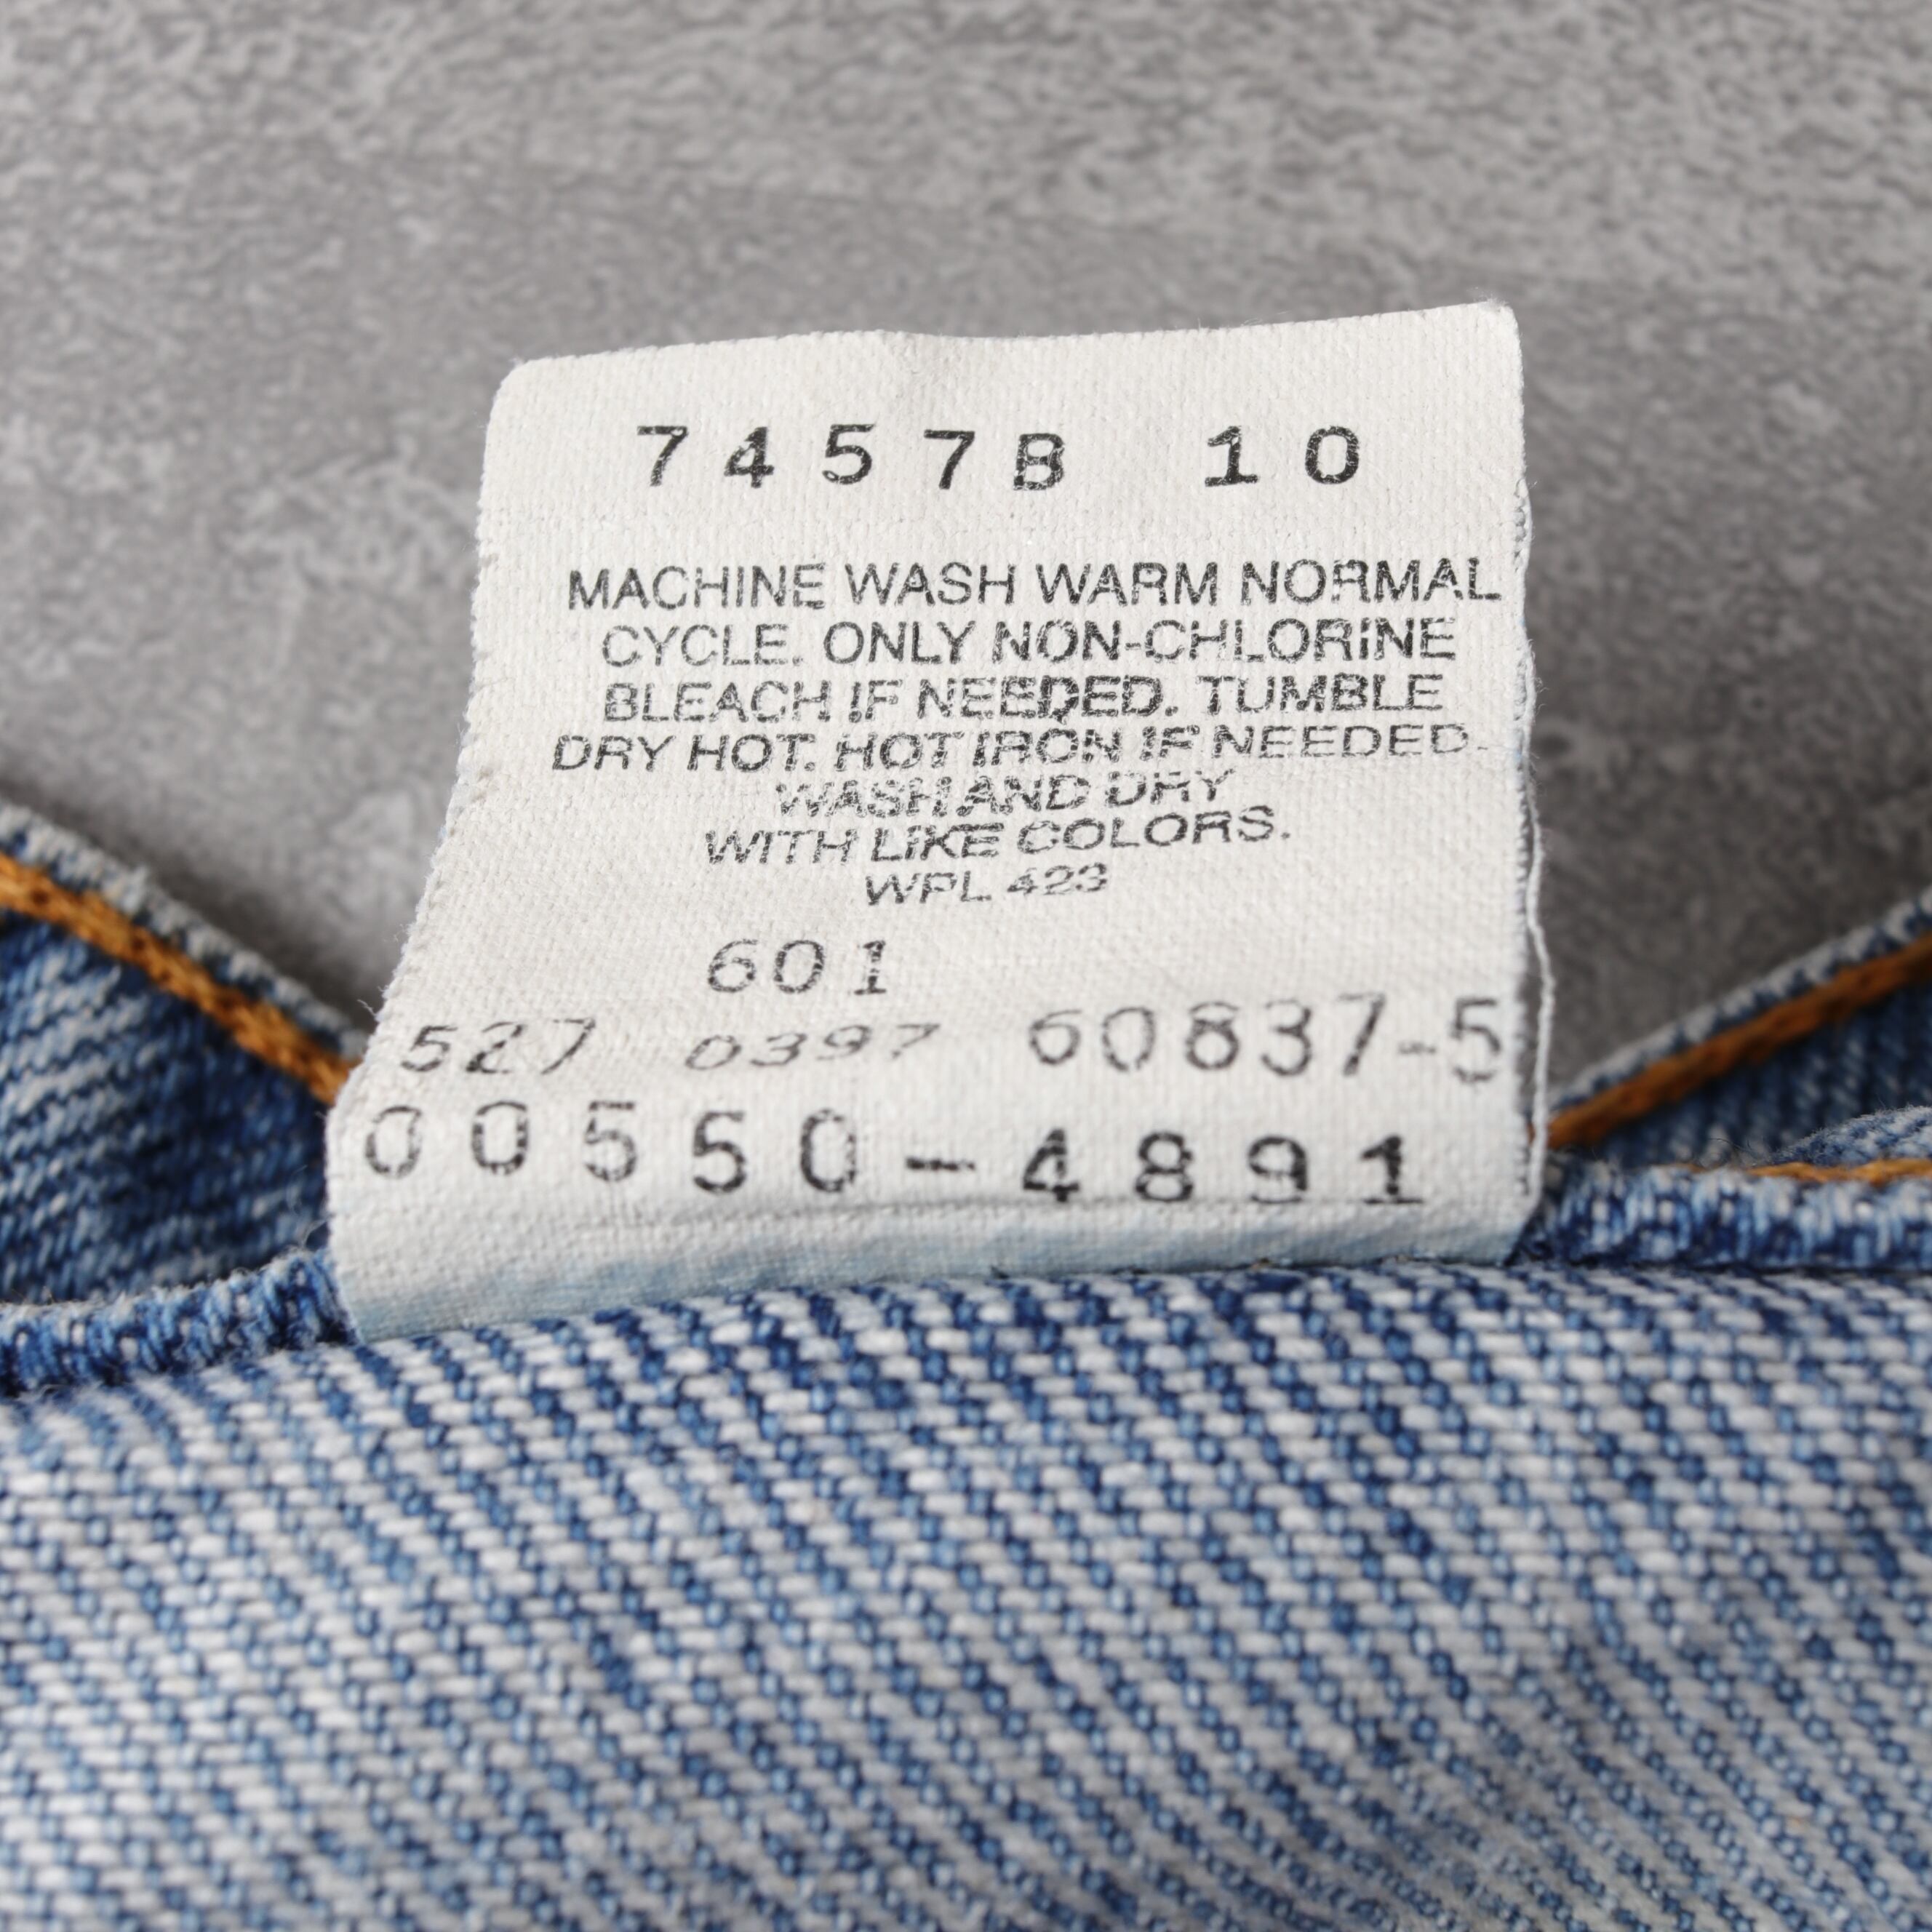 7457B 10
MACHINE WASH WARM NORMAL
CYCLE. ONLY NON-CHLORINE
BLEACH IF NEEDED. TUMBLE
DRY HOT. HOT IRON IF NEEDED.
WASH AND DRY
WITH LIKE COLORS.
WPL 423
601
527 0397 60837-5
00550-4891